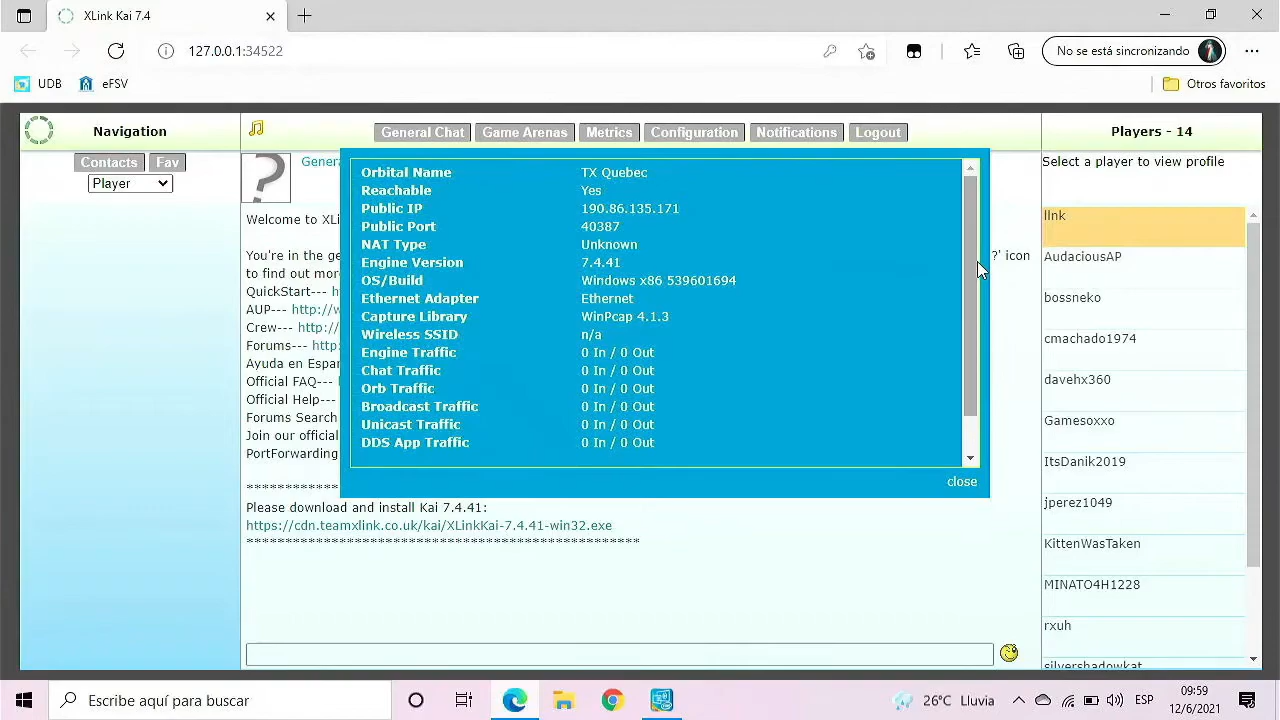 XLink Kai 7.4
127.0.0.1:34522
No se está sincronizando
UDB
eFSV
Otros favoritos
Navigation
General Chat
Game Arenas
Metrics
Configuration
Notifications
Logout
Players - 14
Contacts
Fav
Player
Select a player to view profile
Orbital Name TX Quebec
Reachable Yes
Public IP 190.86.135.171
Public Port 40387
NAT Type Unknown
Engine Version 7.4.41
OS/Build Windows x86 539601694
Ethernet Adapter Ethernet
Capture Library WinPcap 4.1.3
Wireless SSID n/a
Engine Traffic 0 In / 0 Out
Chat Traffic 0 In / 0 Out
Orb Traffic 0 In / 0 Out
Broadcast Traffic 0 In / 0 Out
Unicast Traffic 0 In / 0 Out
DDS App Traffic 0 In / 0 Out
close
Genera
Welcome to XLi
You're in the ge ?' icon
to find out mor
QuickStart--- h
AUP--- http://w
Crew--- http:/
Forums--- http:
Ayuda en Espa
Official FAQ---
Official Help---
Forums Search
Join our official
PortForwarding
Please download and install Kai 7.4.41:
https://cdn.teamxlink.co.uk/kai/XLinkKai-7.4.41-win32.exe
**************************************************
AudaciousAP
bossneko
cmachado1974
davehx360
Gamesoxxo
ItsDanik2019
jperez1049
KittenWasTaken
MINATO4H1228
rxuh
silvershadowkat
Escribe aquí para buscar
26°C Lluvia
ESP
09:59
12/6/2021